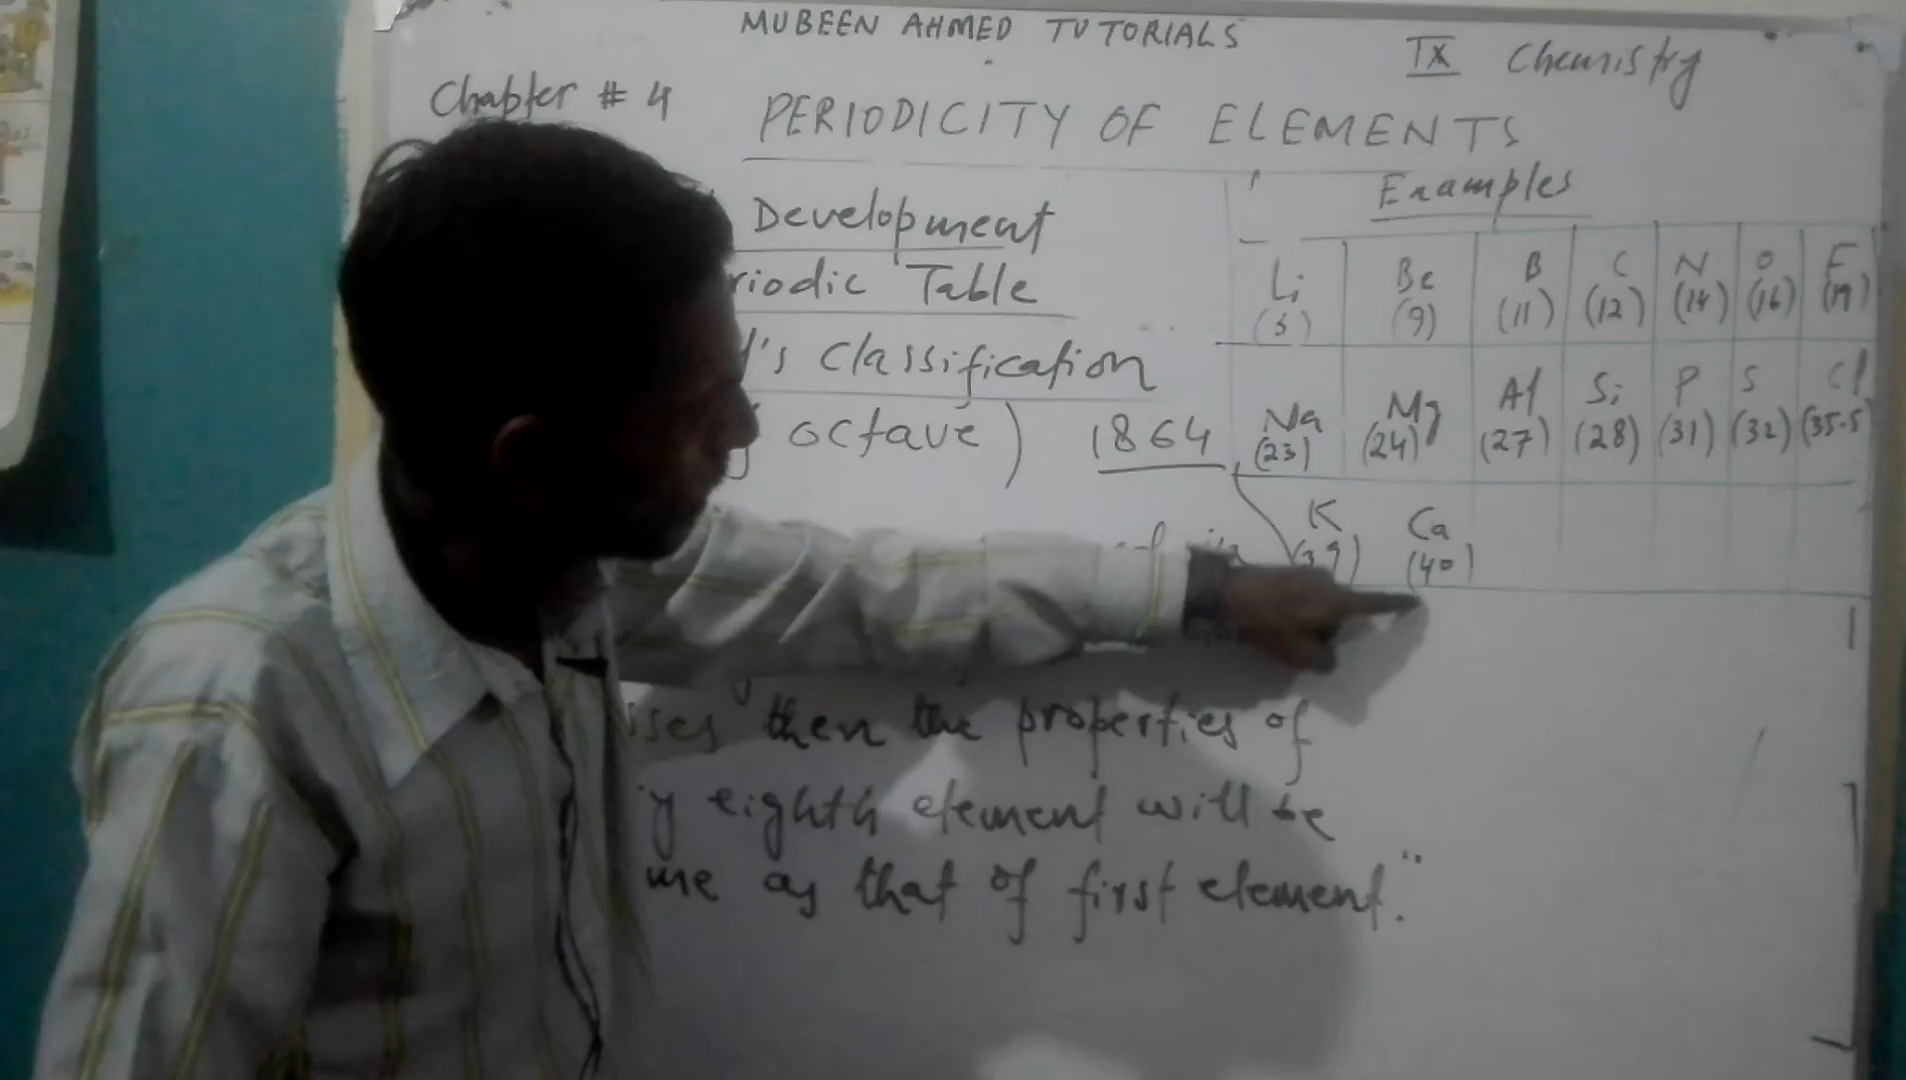 MUBEEN AHMED TUTORIALS
IX Chemistry
Chapter # 4
PERIODICITY OF ELEMENTS
Development
riodic Table
's Classification
octave) 1864
ses then the properties of
y eighth element will be
me as that of first element."
Examples
Li Be B C N O F
(9) (11) (12) (14) (16) (19)
Na Mg Al Si P S Cl
(23) (24) (27) (28) (31) (32) (35.5
K Ca
(39) (40)